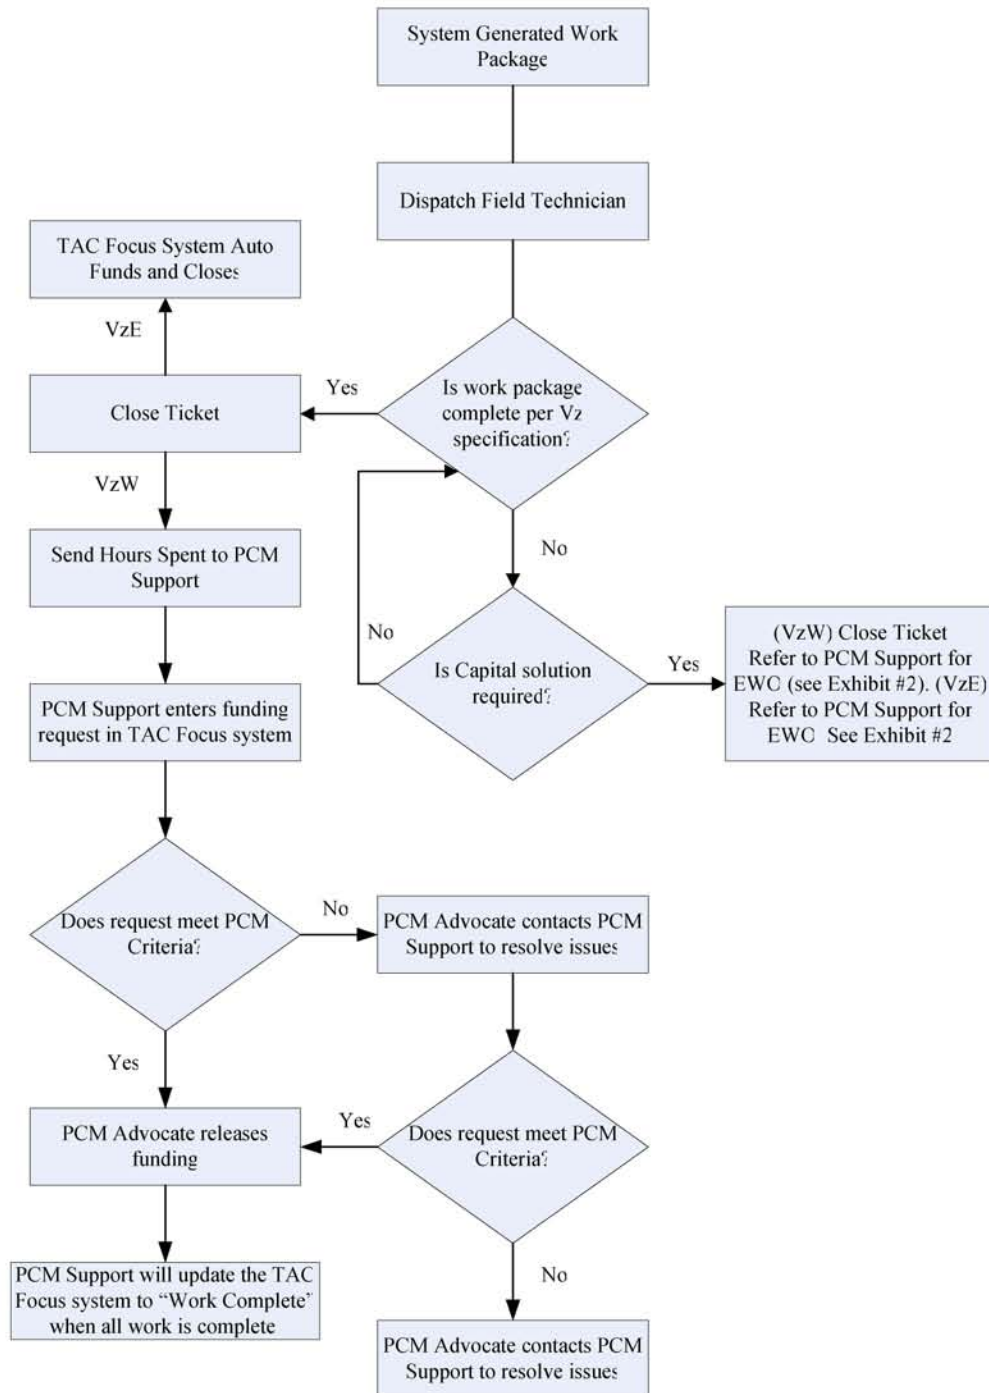 System Generated Work
Package
Dispatch Field Technician
TAC Focus System Auto
Funds and Closes
VzE
Close Ticket
Yes
Is work package
complete per Vz
specification?
VzW
Send Hours Spent to PCM
Support
No
No
Is Capital solution
required?
Yes
(VzW) Close Ticket
Refer to PCM Support for
EWO (see Exhibit #2). (VzE)
Refer to PCM Support for
EWO See Exhibit #2
PCM Support enters funding
request in TAC Focus system
Does request meet PCM
Criteria?
No
PCM Advocate contacts PCM
Support to resolve issues
Yes
PCM Advocate releases
funding
Yes
Does request meet PCM
Criteria?
PCM Support will update the TAC
Focus system to “Work Complete”
when all work is complete
No
PCM Advocate contacts PCM
Support to resolve issues